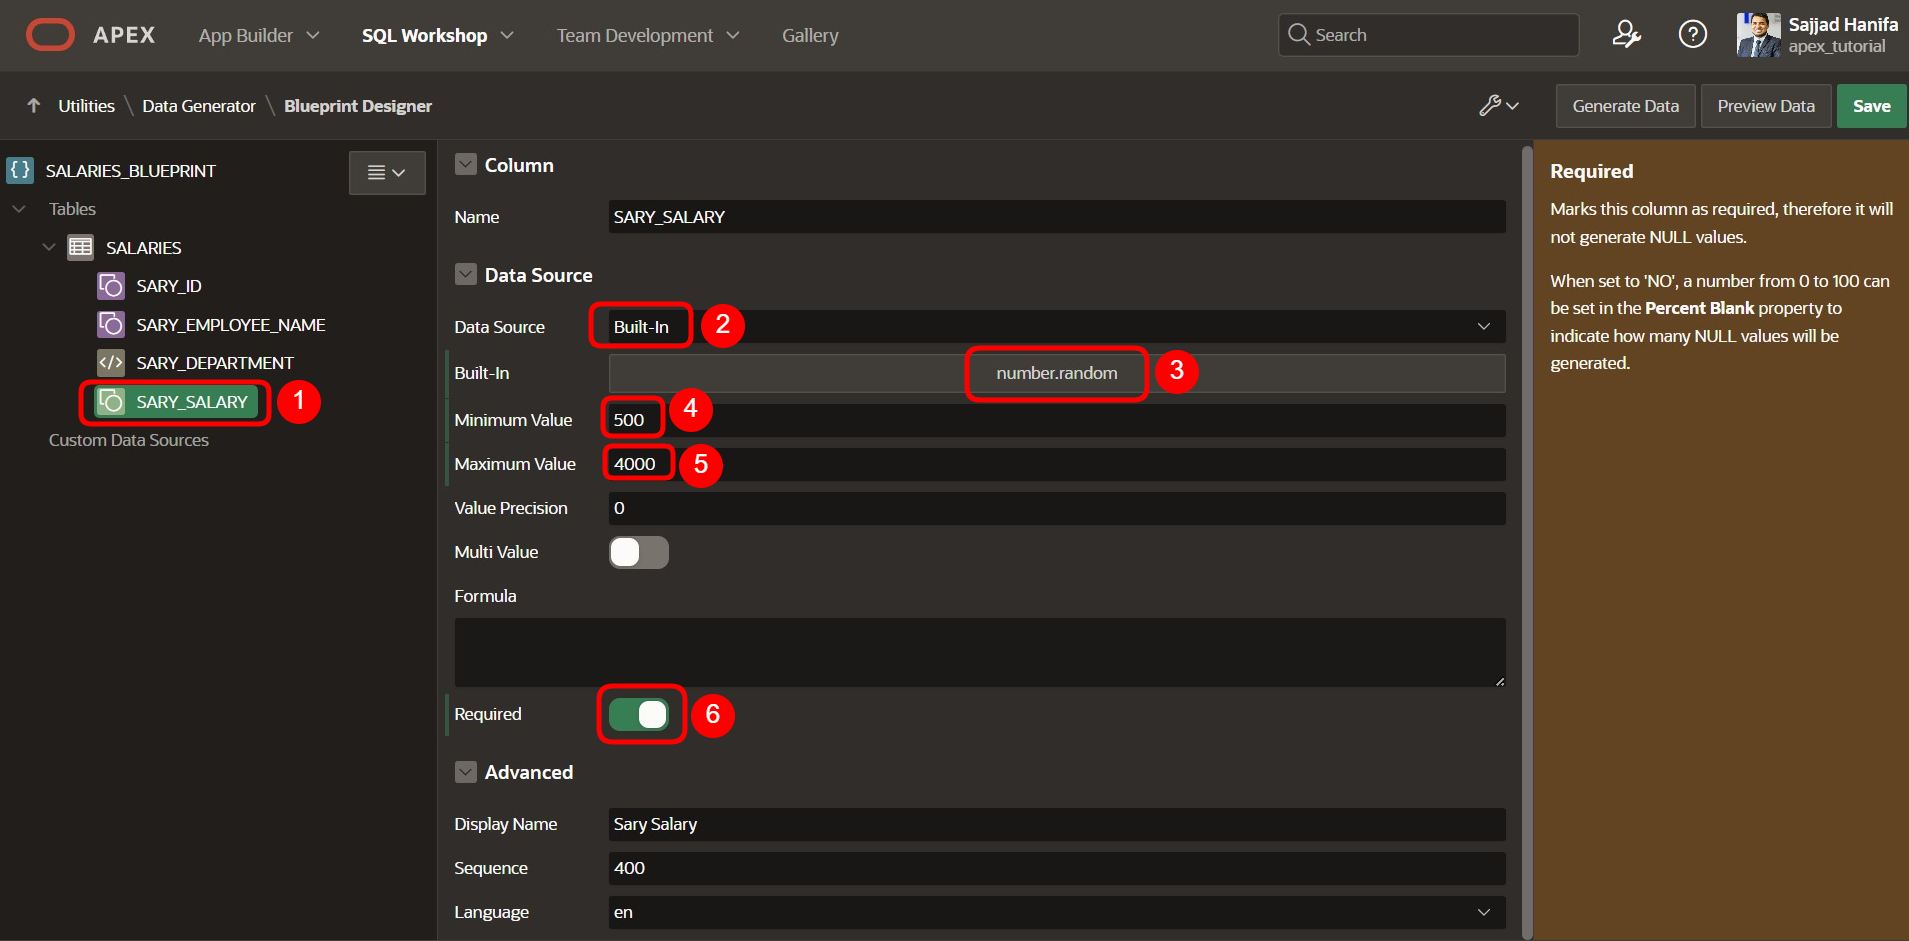 APEX App Builder SQL Workshop Team Development Gallery Search Sajjad Hanifa
apex_tutorial
Utilities \ Data Generator \ Blueprint Designer Generate Data Preview Data Save
{} SALARIES_BLUEPRINT
Tables
SALARIES
SARY_ID
SARY_EMPLOYEE_NAME
</> SARY_DEPARTMENT
SARY_SALARY 1
Custom Data Sources
Column
Name SARY_SALARY
Data Source
Data Source Built-In 2
Built-In number.random 3
Minimum Value 500 4
Maximum Value 4000 5
Value Precision 0
Multi Value
Formula
Required 6
Advanced
Display Name Sary Salary
Sequence 400
Language en
Required
Marks this column as required, therefore it will
not generate NULL values.
When set to 'NO', a number from 0 to 100 can
be set in the Percent Blank property to
indicate how many NULL values will be
generated.